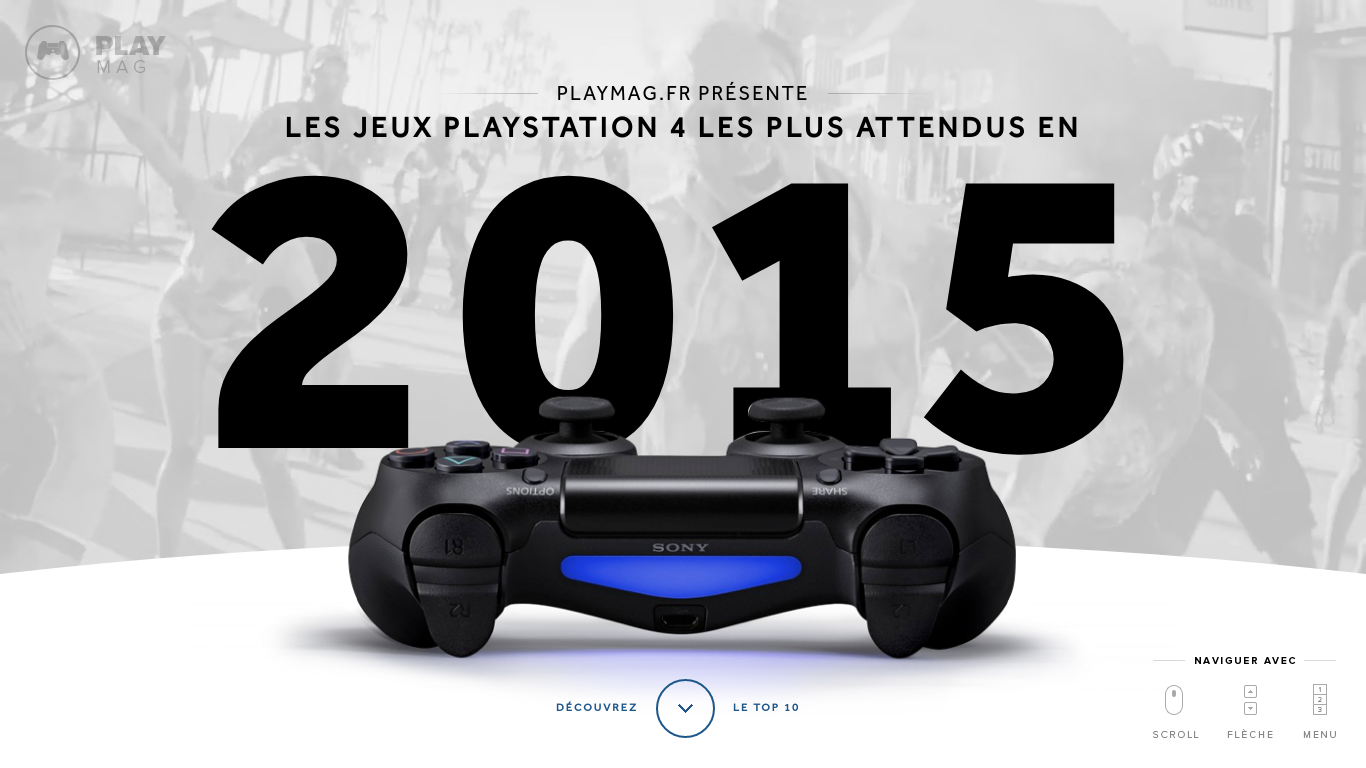 PLAY
MAG
PLAYMAG.FR PRÉSENTE
LES JEUX PLAYSTATION 4 LES PLUS ATTENDUS EN
2015
OPTIONS
SHARE
SONY
R1
L1
R2
DÉCOUVREZ
LE TOP 10
NAVIGUER AVEC
1
2
3
SCROLL
FLÈCHE
MENU